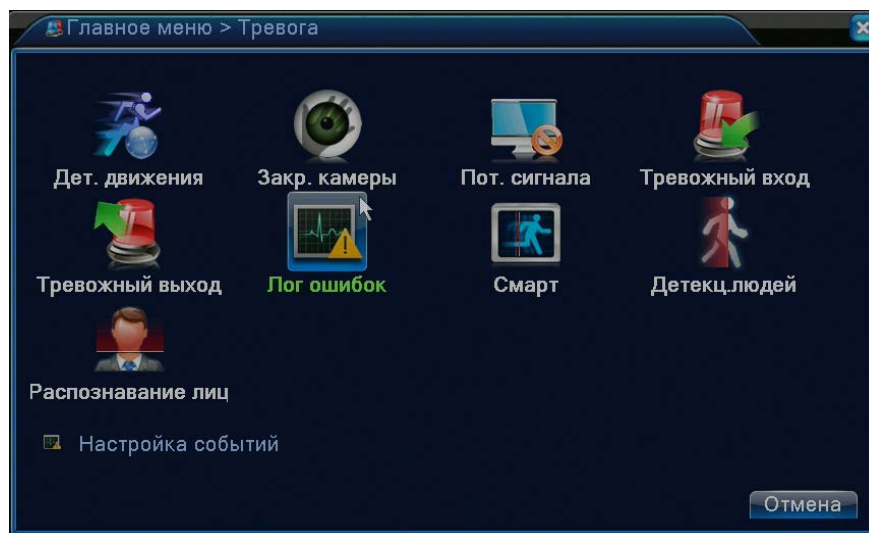 Главное меню > Тревога
Дет. движения
Закр. камеры
Пот. сигнала
Тревожный вход
Тревожный выход
Лог ошибок
Смарт
Детекц.людей
Распознавание лиц
Настройка событий
Отмена